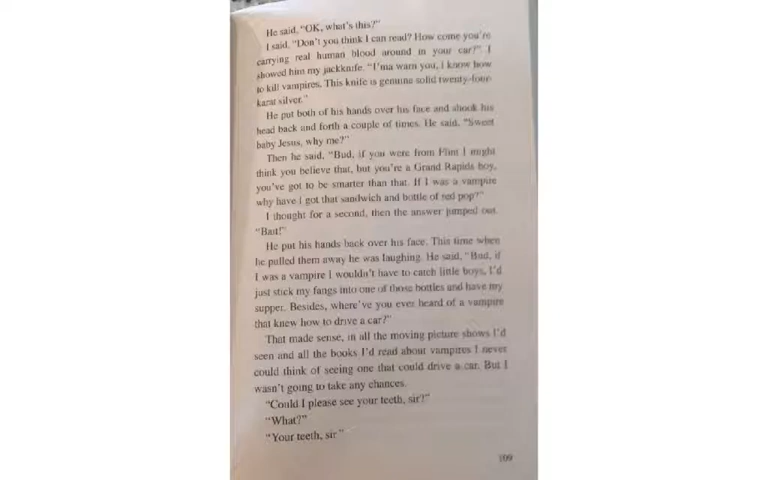 He said, "OK, what's this?"
I said, "Don't you think I can read? How come you're
carrying real human blood around in your car?" I
showed him my jackknife. "I'ma warn you, I know how
to kill vampires. This knife is genuine solid twenty-four-
karat silver."
He put both of his hands over his face and shook his
head back and forth a couple of times. He said, "Sweet
baby Jesus, why me?"
Then he said, "Bud, if you were from Flint I might
think you believe that, but you're a Grand Rapids boy,
you've got to be smarter than that. If I was a vampire
why have I got that sandwich and bottle of red pop?"
I thought for a second, then the answer jumped out.
"Bait!"
He put his hands back over his face. This time when
he pulled them away he was laughing. He said, "Bud, if
I was a vampire I wouldn't have to catch little boys, I'd
just stick my fangs into one of those bottles and have my
supper. Besides, where've you ever heard of a vampire
that knew how to drive a car?"
That made sense, in all the moving picture shows I'd
seen and all the books I'd read about vampires I never
could think of seeing one that could drive a car. But I
wasn't going to take any chances.
"Could I please see your teeth, sir?"
"What?"
"Your teeth, sir."
109